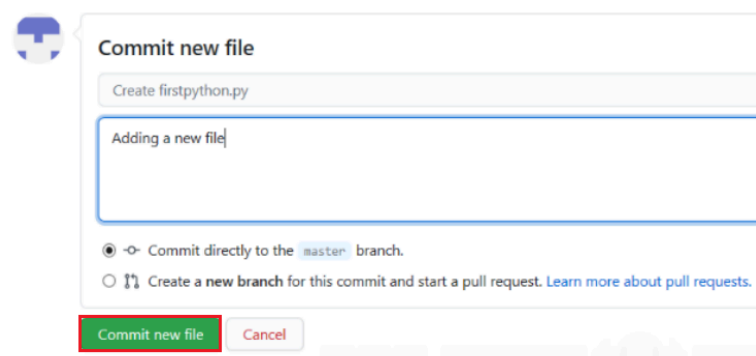 Commit new file
Create firstpython.py
Adding a new file
Commit directly to the master branch.
Create a new branch for this commit and start a pull request. Learn more about pull requests.
Commit new file Cancel